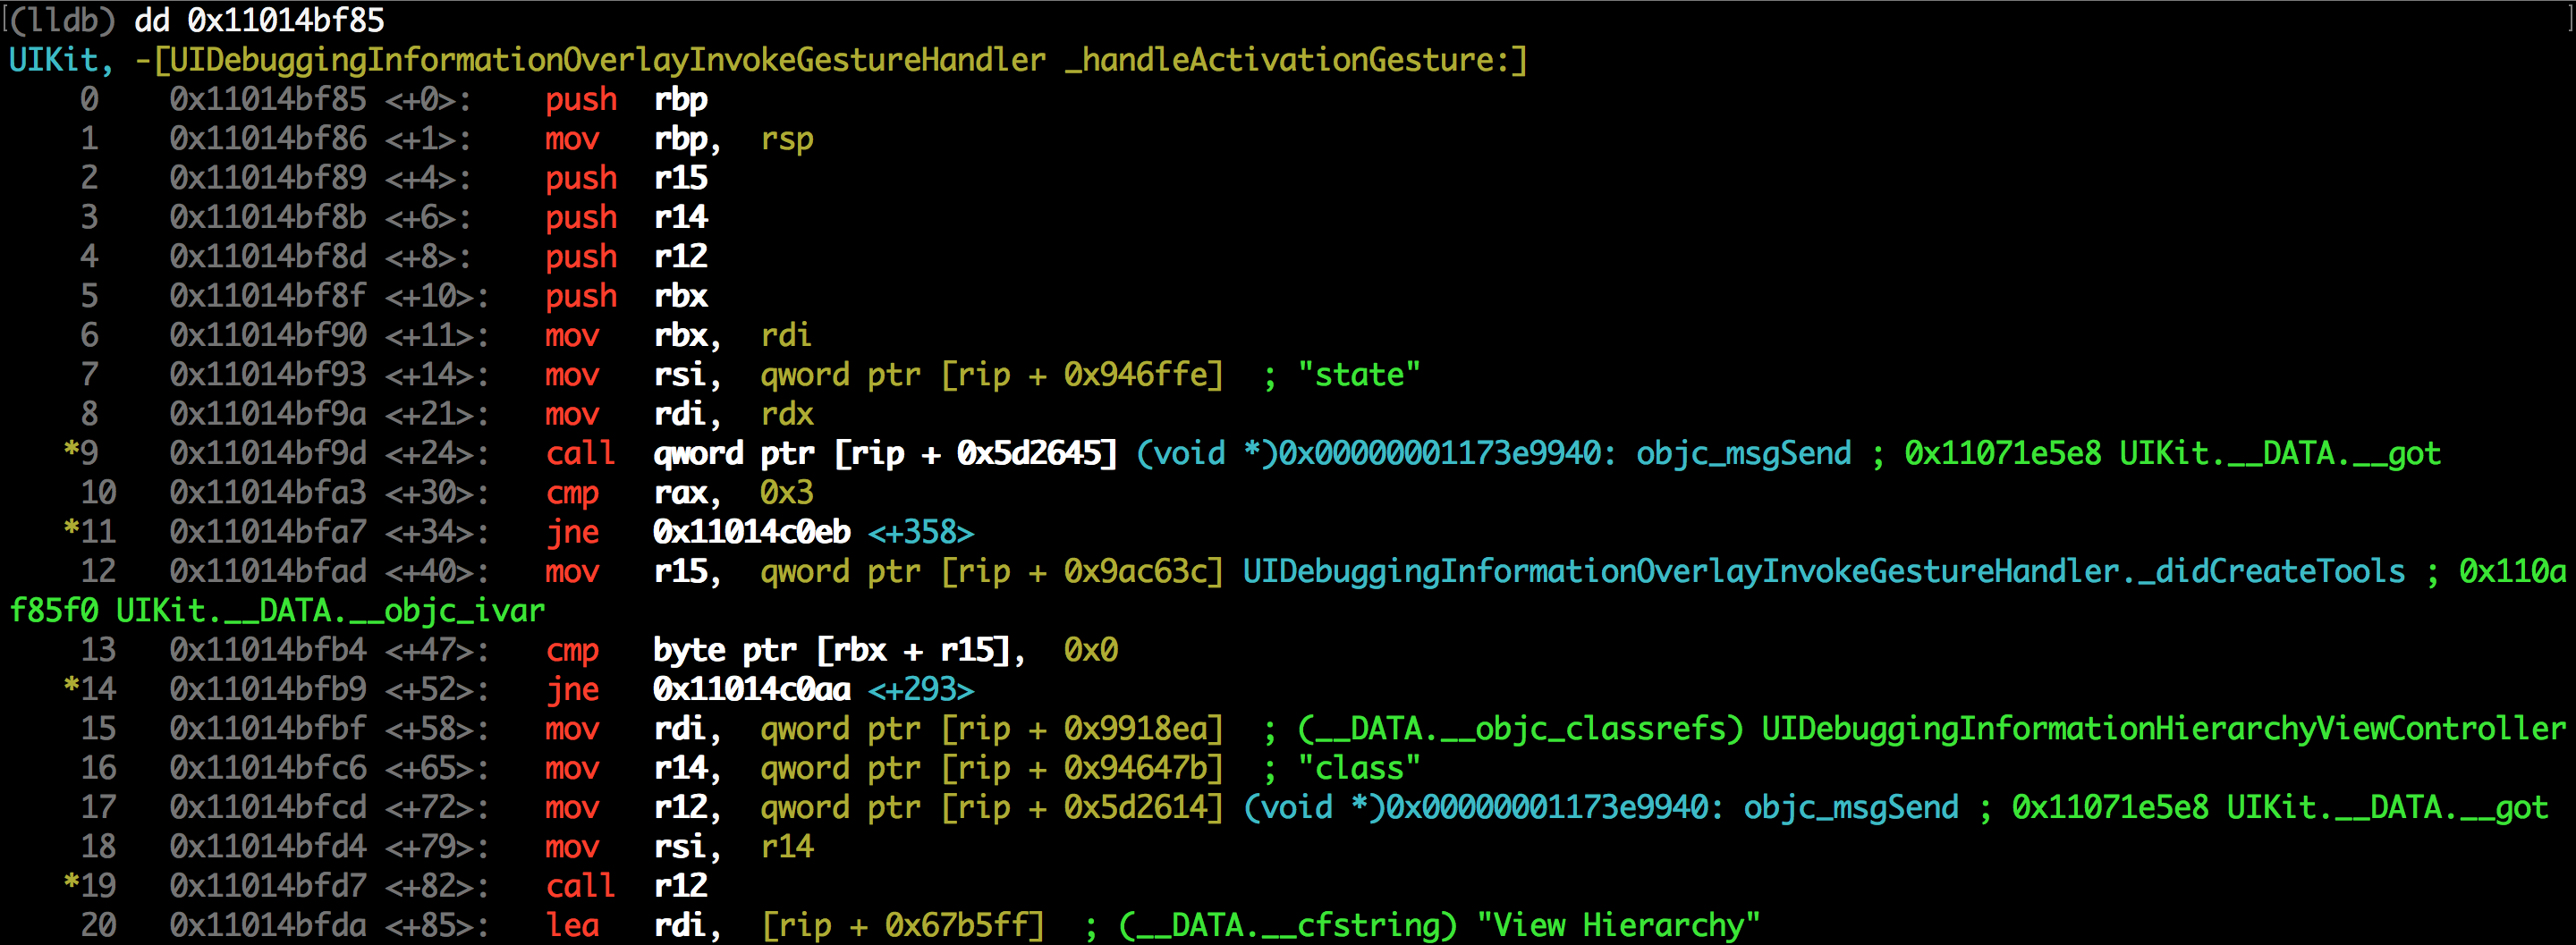 [(lldb) dd 0x11014bf85 ]
UIKit, -[UIDebuggingInformationOverlayInvokeGestureHandler _handleActivationGesture:]
0 0x11014bf85 <+0>: push rbp
1 0x11014bf86 <+1>: mov rbp, rsp
2 0x11014bf89 <+4>: push r15
3 0x11014bf8b <+6>: push r14
4 0x11014bf8d <+8>: push r12
5 0x11014bf8f <+10>: push rbx
6 0x11014bf90 <+11>: mov rbx, rdi
7 0x11014bf93 <+14>: mov rsi, qword ptr [rip + 0x946ffe] ; "state"
8 0x11014bf9a <+21>: mov rdi, rdx
*9 0x11014bf9d <+24>: call qword ptr [rip + 0x5d2645] (void *)0x00000001173e9940: objc_msgSend ; 0x11071e5e8 UIKit.__DATA.__got
10 0x11014bfa3 <+30>: cmp rax, 0x3
*11 0x11014bfa7 <+34>: jne 0x11014c0eb <+358>
12 0x11014bfad <+40>: mov r15, qword ptr [rip + 0x9ac63c] UIDebuggingInformationOverlayInvokeGestureHandler._didCreateTools ; 0x110a
f85f0 UIKit.__DATA.__objc_ivar
13 0x11014bfb4 <+47>: cmp byte ptr [rbx + r15], 0x0
*14 0x11014bfb9 <+52>: jne 0x11014c0aa <+293>
15 0x11014bfbf <+58>: mov rdi, qword ptr [rip + 0x9918ea] ; (__DATA.__objc_classrefs) UIDebuggingInformationHierarchyViewController
16 0x11014bfc6 <+65>: mov r14, qword ptr [rip + 0x94647b] ; "class"
17 0x11014bfcd <+72>: mov r12, qword ptr [rip + 0x5d2614] (void *)0x00000001173e9940: objc_msgSend ; 0x11071e5e8 UIKit.__DATA.__got
18 0x11014bfd4 <+79>: mov rsi, r14
*19 0x11014bfd7 <+82>: call r12
20 0x11014bfda <+85>: lea rdi, [rip + 0x67b5ff] ; (__DATA.__cfstring) "View Hierarchy"